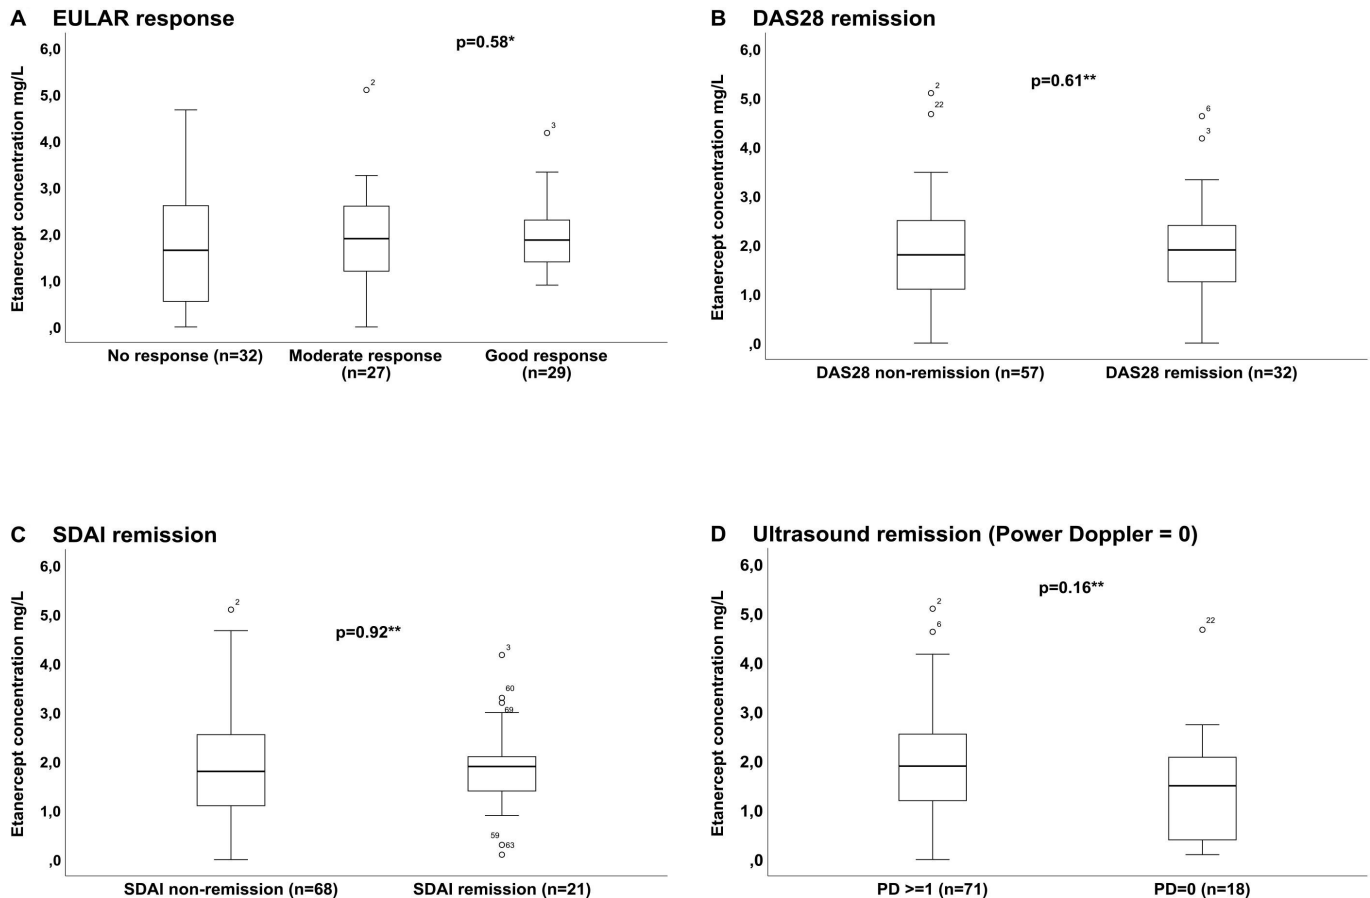 A EULAR response
Etanercept concentration mg/L
6,0
5,0
4,0
3,0
2,0
1,0
,0
p=0.58*
2
3
No response (n=32)
Moderate response
(n=27)
Good response
(n=29)
B DAS28 remission
Etanercept concentration mg/L
6,0
5,0
4,0
3,0
2,0
1,0
,0
p=0.61**
2
22
6
3
DAS28 non-remission (n=57)
DAS28 remission (n=32)
C SDAI remission
Etanercept concentration mg/L
6,0
5,0
4,0
3,0
2,0
1,0
,0
p=0.92**
2
3
60
69
59
63
SDAI non-remission (n=68)
SDAI remission (n=21)
D Ultrasound remission (Power Doppler = 0)
Etanercept concentration mg/L
6,0
5,0
4,0
3,0
2,0
1,0
,0
p=0.16**
2
6
22
PD >=1 (n=71)
PD=0 (n=18)